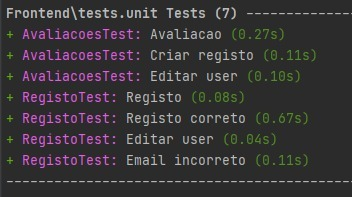 Frontend\tests.unit Tests (7) --------------------
+ AvaliacoesTest: Avaliacao (0.27s)
+ AvaliacoesTest: Criar registo (0.11s)
+ AvaliacoesTest: Editar user (0.10s)
+ RegistoTest: Registo (0.08s)
+ RegistoTest: Registo correto (0.67s)
+ RegistoTest: Editar user (0.04s)
+ RegistoTest: Email incorreto (0.11s)
--------------------------------------------------